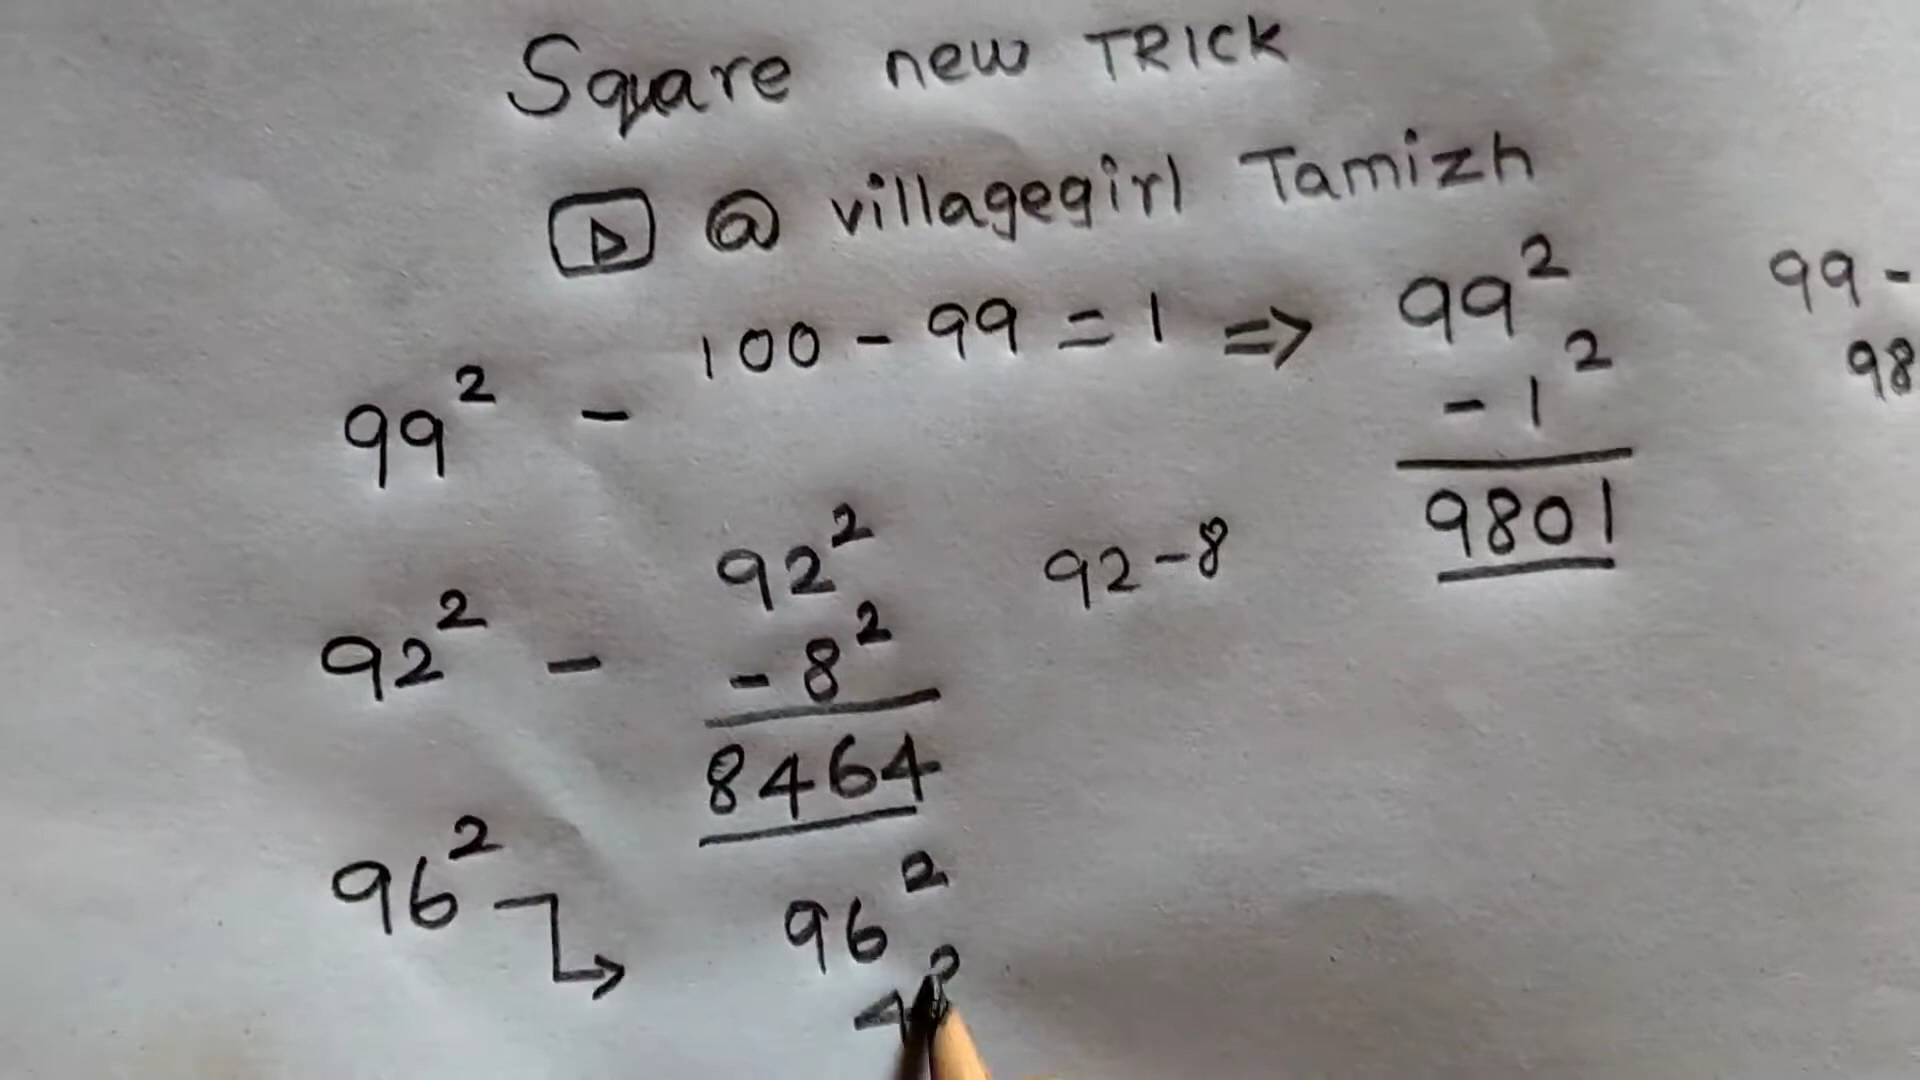 Square new TRICK
@ villagegirl Tamizh
99² - 100 - 99 = 1 => 99²
- 1²
9801
99 -
98
92² - 92²
- 8²
8464
92 - 8
96² 96²
4